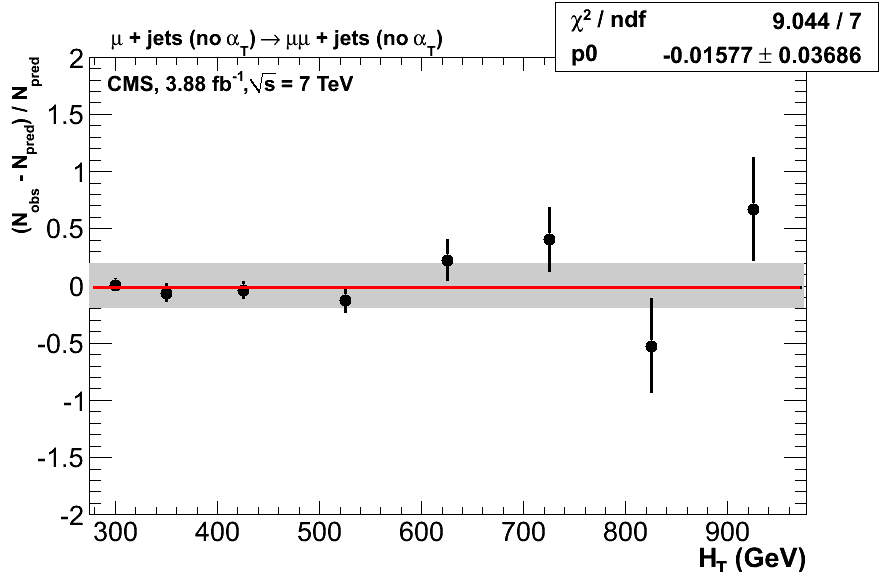 μ + jets (no α_T) → μμ + jets (no α_T)
χ² / ndf 9.044 / 7
p0 -0.01577 ± 0.03686
CMS, 3.88 fb⁻¹,√s = 7 TeV
(N_obs - N_pred) / N_pred
2
1.5
1
0.5
0
-0.5
-1
-1.5
-2
300 400 500 600 700 800 900
H_T (GeV)